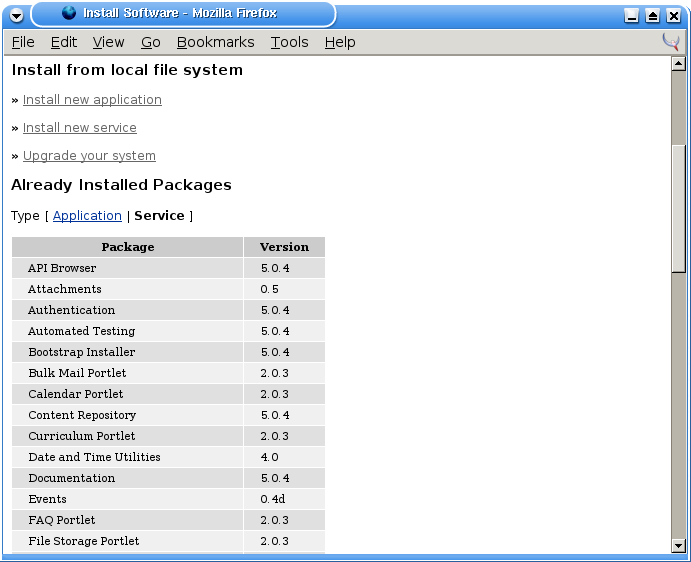 Install Software - Mozilla Firefox
File Edit View Go Bookmarks Tools Help
Install from local file system
» Install new application
» Install new service
» Upgrade your system
Already Installed Packages
Type [ Application | Service ]
Package Version
API Browser 5.0.4
Attachments 0.5
Authentication 5.0.4
Automated Testing 5.0.4
Bootstrap Installer 5.0.4
Bulk Mail Portlet 2.0.3
Calendar Portlet 2.0.3
Content Repository 5.0.4
Curriculum Portlet 2.0.3
Date and Time Utilities 4.0
Documentation 5.0.4
Events 0.4d
FAQ Portlet 2.0.3
File Storage Portlet 2.0.3